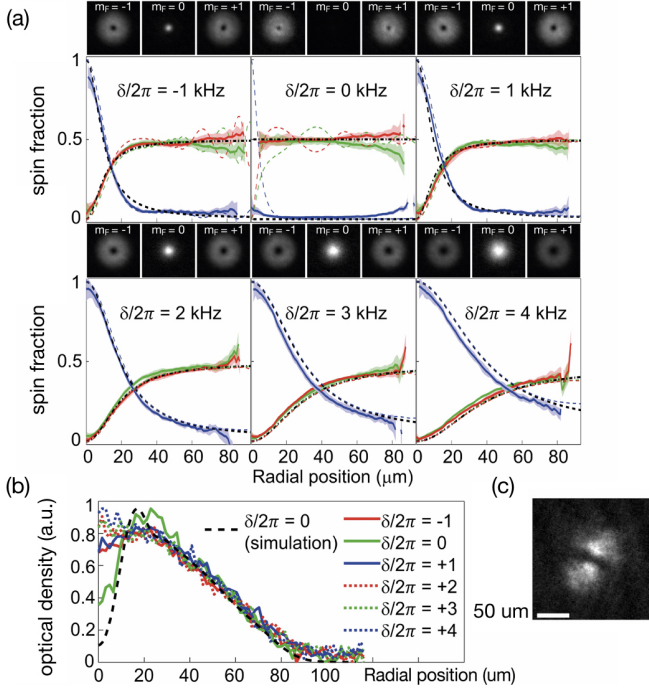 (a)
m_F = -1 m_F = 0 m_F = +1 m_F = -1 m_F = 0 m_F = +1 m_F = -1 m_F = 0 m_F = +1
spin fraction
1
0.5
0
δ/2π = -1 kHz
δ/2π = 0 kHz
δ/2π = 1 kHz
m_F = -1 m_F = 0 m_F = +1 m_F = -1 m_F = 0 m_F = +1 m_F = -1 m_F = 0 m_F = +1
spin fraction
1
0.5
0
δ/2π = 2 kHz
δ/2π = 3 kHz
δ/2π = 4 kHz
0 20 40 60 80 0 20 40 60 80 0 20 40 60 80
Radial position (μm)
(b)
optical density (a.u.)
1
0.8
0.6
0.4
0.2
0
δ/2π = 0
(simulation)
δ/2π = -1
δ/2π = 0
δ/2π = +1
δ/2π = +2
δ/2π = +3
δ/2π = +4
0 20 40 60 80 100
Radial position (um)
(c)
50 um